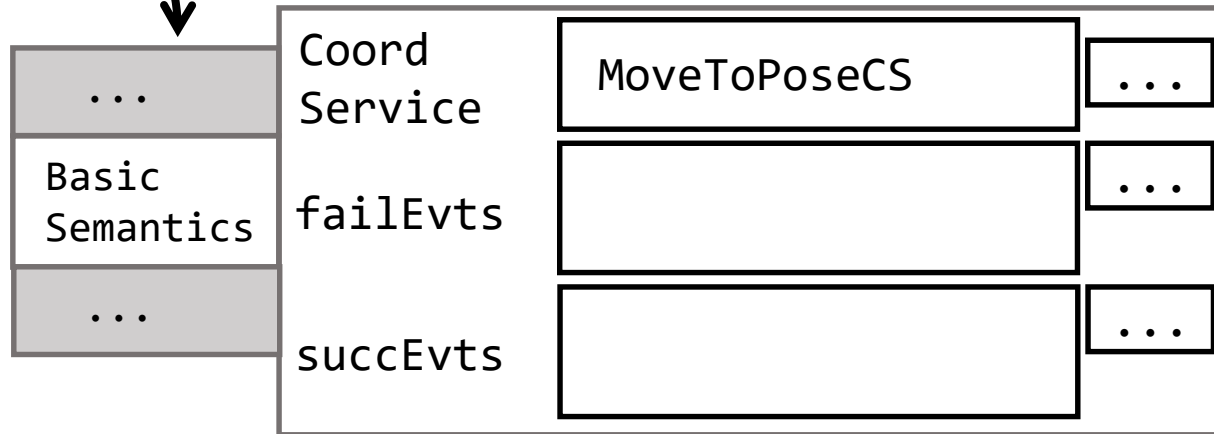 ...
Basic
Semantics
...
Coord
Service
MoveToPoseCS
...
failEvts
...
succEvts
...